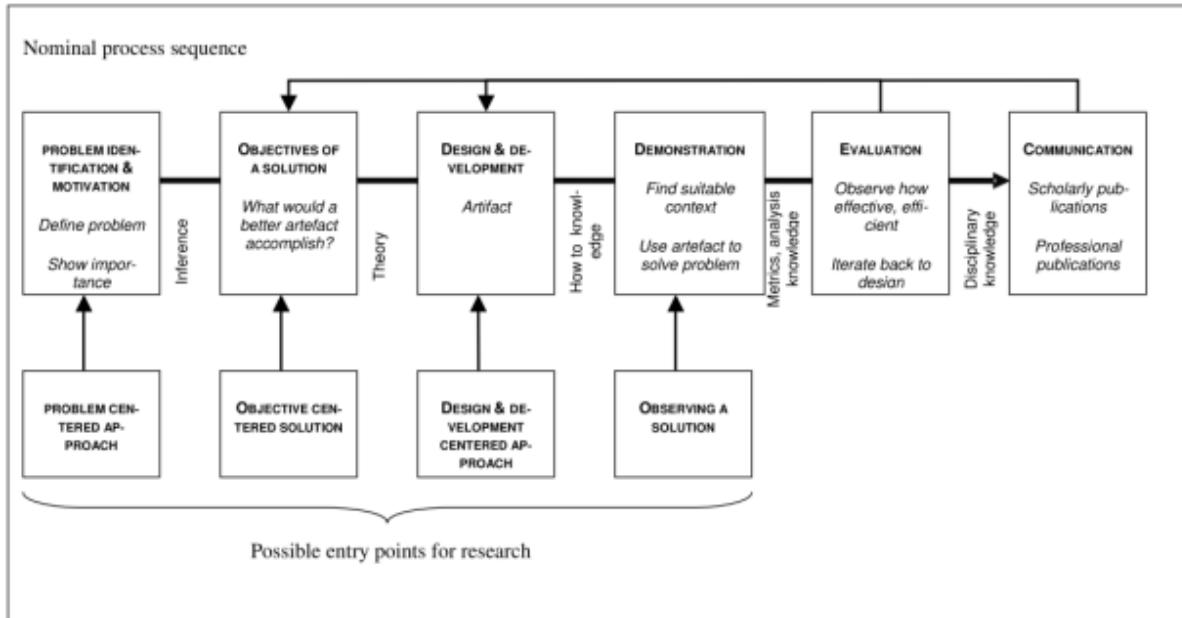 Nominal process sequence
PROBLEM IDEN-
TIFICATION &
MOTIVATION
Define problem
Show impor-
tance
Inference
OBJECTIVES OF
A SOLUTION
What would a
better artefact
accomplish?
Theory
DESIGN & DE-
VELOPMENT
Artifact
How to knowl-
edge
DEMONSTRATION
Find suitable
context
Use artefact to
solve problem
Metrics, analysis
knowledge
EVALUATION
Observe how
effective, effi-
cient
Iterate back to
design
Disciplinary
knowledge
COMMUNICATION
Scholarly pub-
lications
Professional
publications
PROBLEM CEN-
TERED AP-
PROACH
OBJECTIVE CEN-
TERED SOLUTION
DESIGN & DE-
VELOPMENT
CENTERED AP-
PROACH
OBSERVING A
SOLUTION
Possible entry points for research